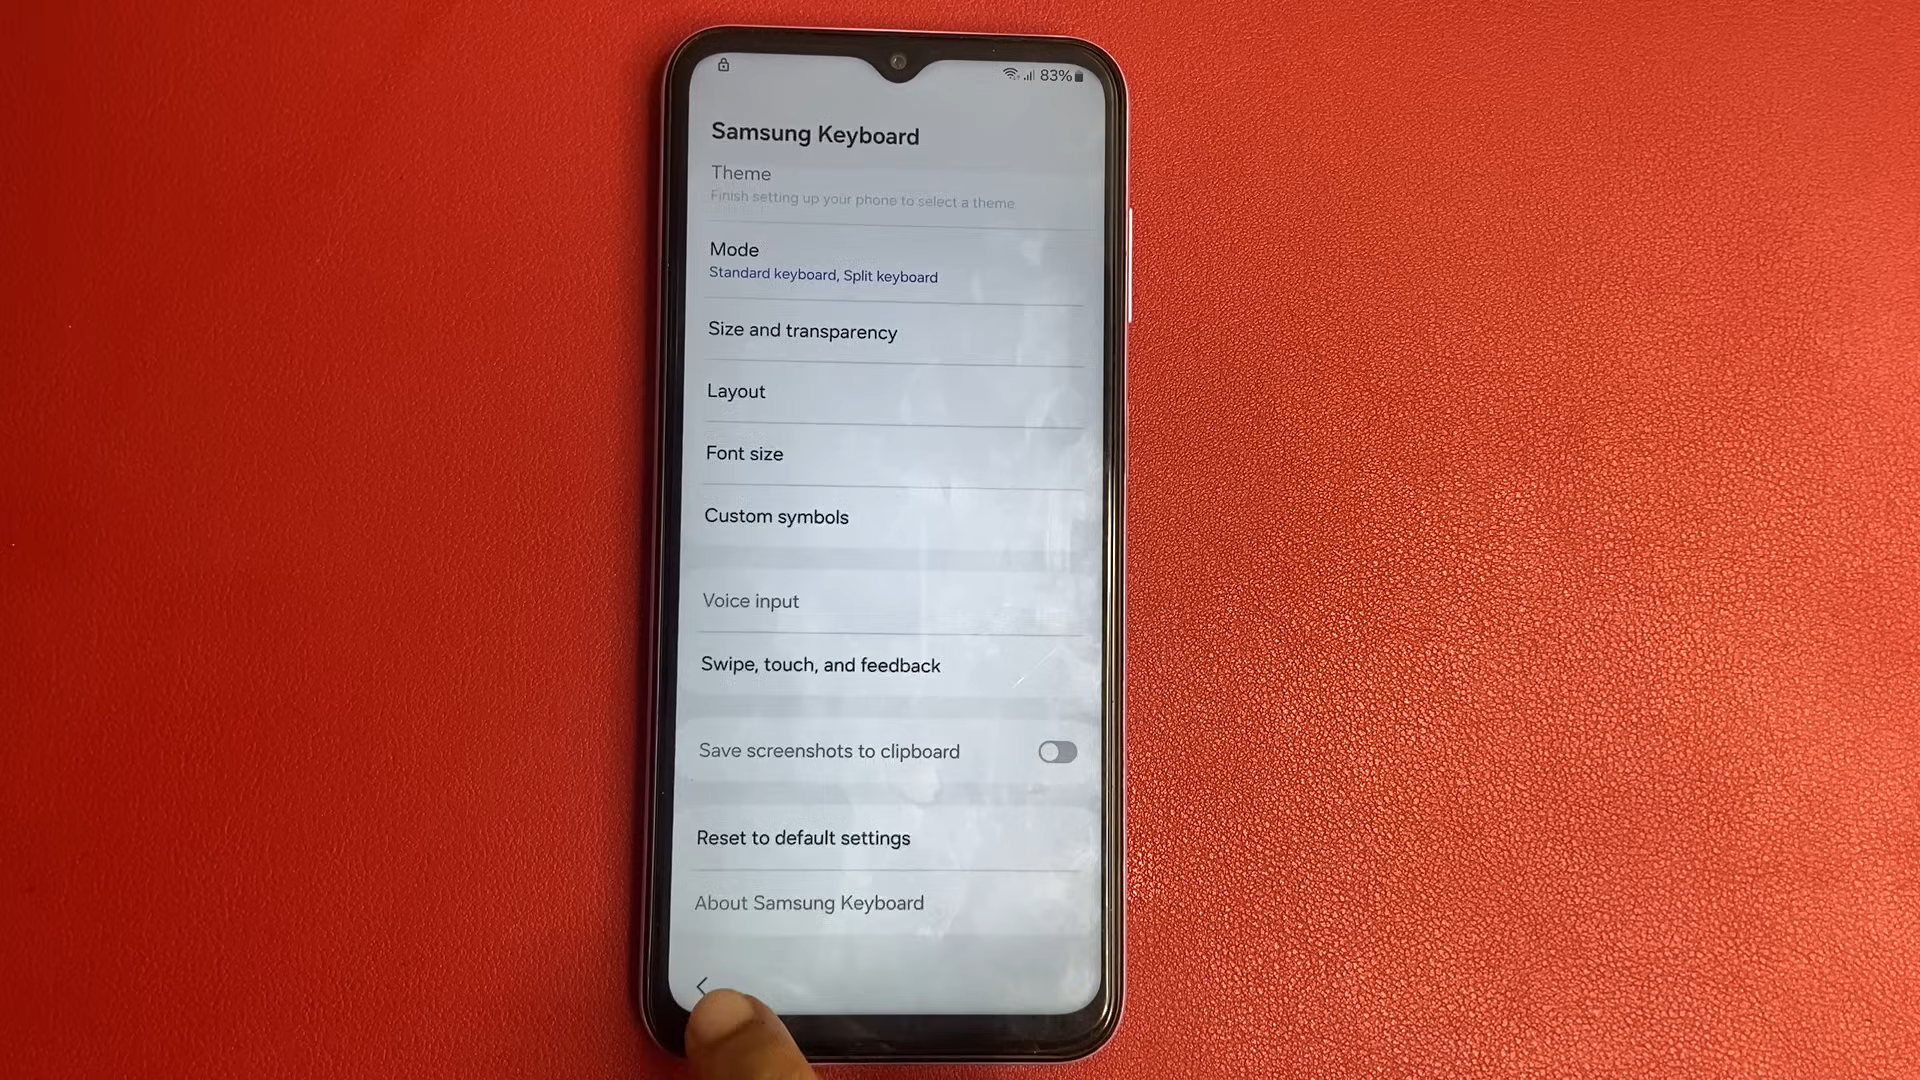 83%
Samsung Keyboard
Theme
Finish setting up your phone to select a theme
Mode
Standard keyboard, Split keyboard
Size and transparency
Layout
Font size
Custom symbols
Voice input
Swipe, touch, and feedback
Save screenshots to clipboard
Reset to default settings
About Samsung Keyboard